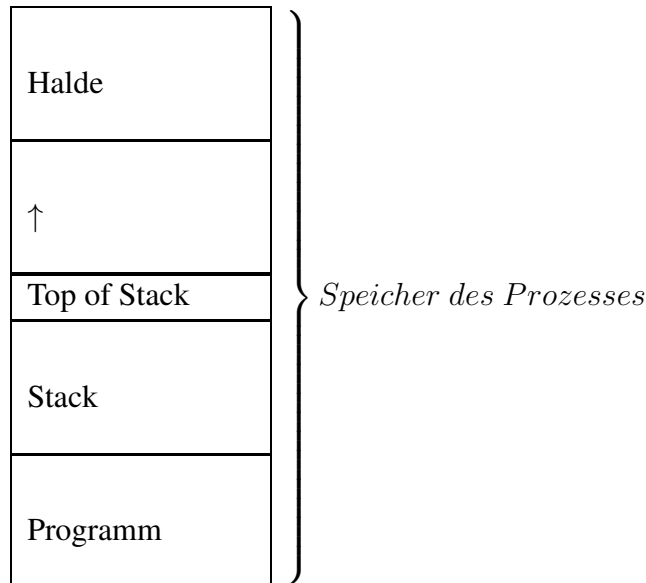 Halde
↑
Top of Stack
Speicher des Prozesses
Stack
Programm